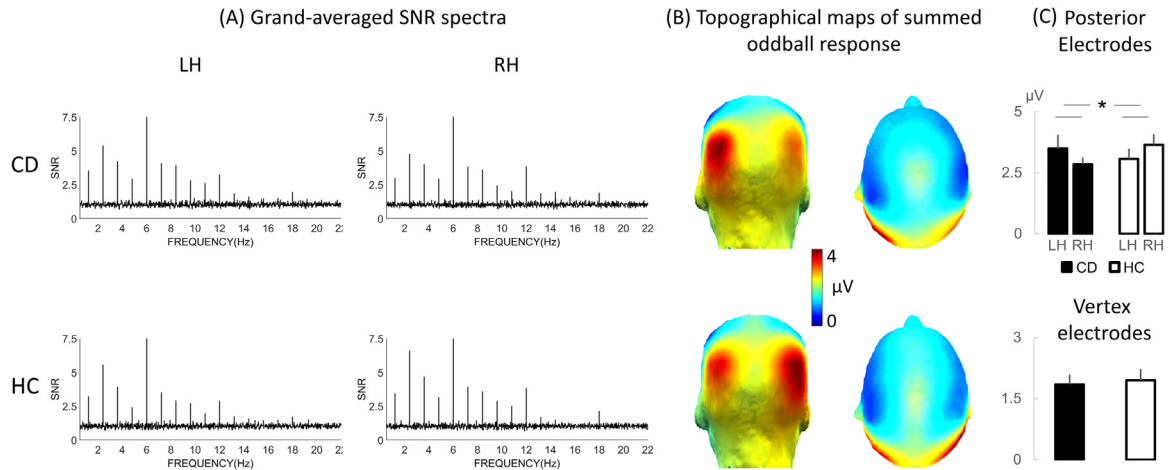 (A) Grand-averaged SNR spectra
LH
RH
CD
7.5
5
2.5
0
SNR
2 4 6 8 10 12 14 16 18 20 22
FREQUENCY(Hz)
7.5
5
2.5
0
SNR
2 4 6 8 10 12 14 16 18 20 22
FREQUENCY(Hz)
HC
7.5
5
2.5
0
SNR
2 4 6 8 10 12 14 16 18 20 22
FREQUENCY(Hz)
7.5
5
2.5
0
SNR
2 4 6 8 10 12 14 16 18 20 22
FREQUENCY(Hz)
(B) Topographical maps of summed
oddball response
4
μV
0
(C) Posterior
Electrodes
μV
5
2.5
0
*
LH RH LH RH
CD HC
Vertex
electrodes
3
1.5
0